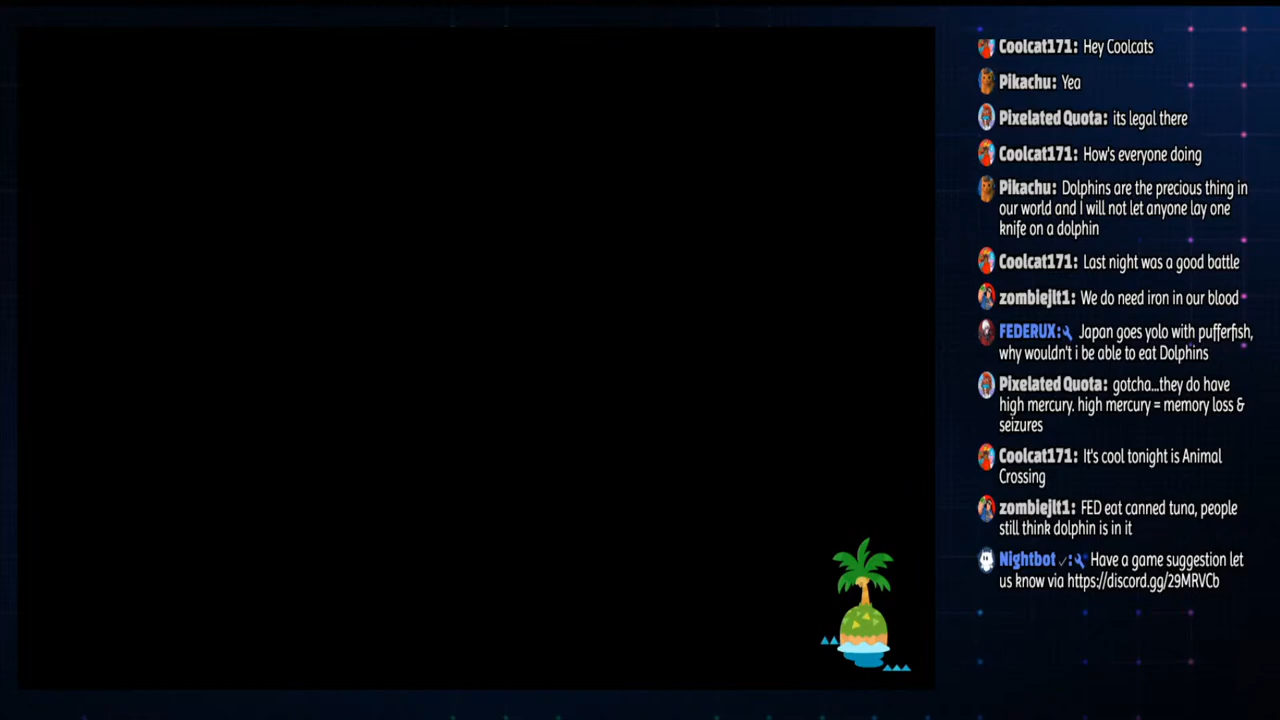 Coolcat171: Hey Coolcats
Pikachu: Yea
Pixelated Quota: its legal there
Coolcat171: How's everyone doing
Pikachu: Dolphins are the precious thing in
our world and I will not let anyone lay one
knife on a dolphin
Coolcat171: Last night was a good battle
zombiejlt1: We do need iron in our blood
FEDERUX: Japan goes yolo with pufferfish,
why wouldn't i be able to eat Dolphins
Pixelated Quota: gotcha...they do have
high mercury. high mercury = memory loss &
seizures
Coolcat171: It's cool tonight is Animal
Crossing
zombiejlt1: FED eat canned tuna, people
still think dolphin is in it
Nightbot ✓: Have a game suggestion let
us know via https://discord.gg/29MRVCb